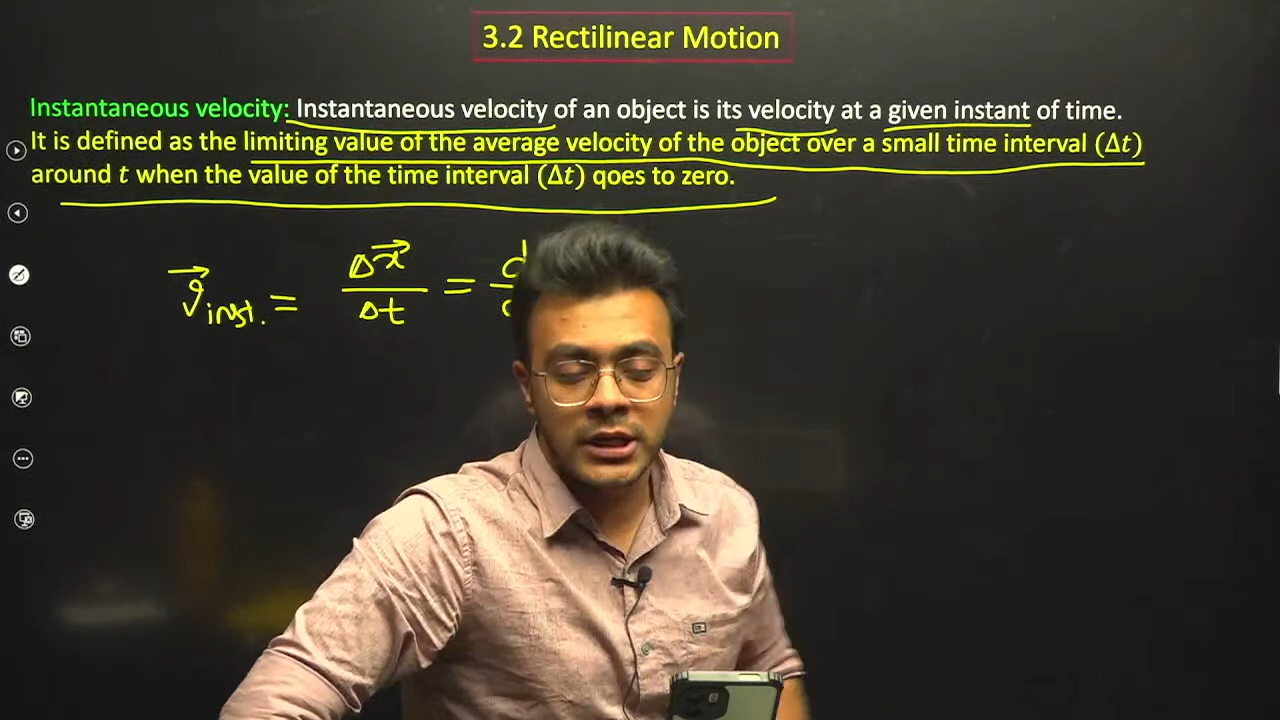 3.2 Rectilinear Motion
Instantaneous velocity: Instantaneous velocity of an object is its velocity at a given instant of time.
It is defined as the limiting value of the average velocity of the object over a small time interval (Δt)
around t when the value of the time interval (Δt) qoes to zero.
v⃗ inst. = Δx⃗ / Δt = d